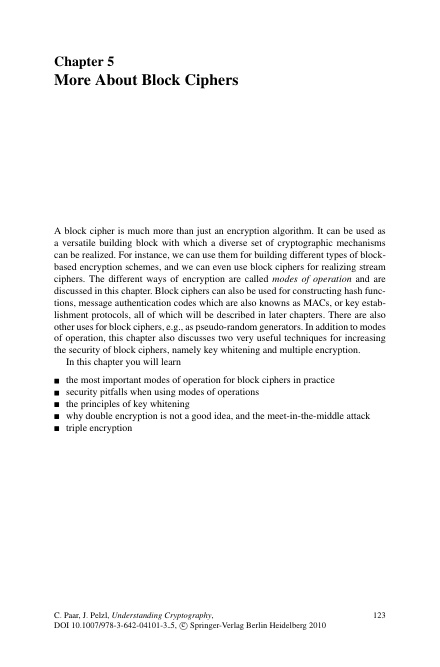 Chapter 5
More About Block Ciphers
A block cipher is much more than just an encryption algorithm. It can be used as
a versatile building block with which a diverse set of cryptographic mechanisms
can be realized. For instance, we can use them for building different types of block-
based encryption schemes, and we can even use block ciphers for realizing stream
ciphers. The different ways of encryption are called modes of operation and are
discussed in this chapter. Block ciphers can also be used for constructing hash func-
tions, message authentication codes which are also knowns as MACs, or key estab-
lishment protocols, all of which will be described in later chapters. There are also
other uses for block ciphers, e.g., as pseudo-random generators. In addition to modes
of operation, this chapter also discusses two very useful techniques for increasing
the security of block ciphers, namely key whitening and multiple encryption.
In this chapter you will learn
■ the most important modes of operation for block ciphers in practice
■ security pitfalls when using modes of operations
■ the principles of key whitening
■ why double encryption is not a good idea, and the meet-in-the-middle attack
■ triple encryption
C. Paar, J. Pelzl, Understanding Cryptography, 123
DOI 10.1007/978-3-642-04101-3_5, © Springer-Verlag Berlin Heidelberg 2010